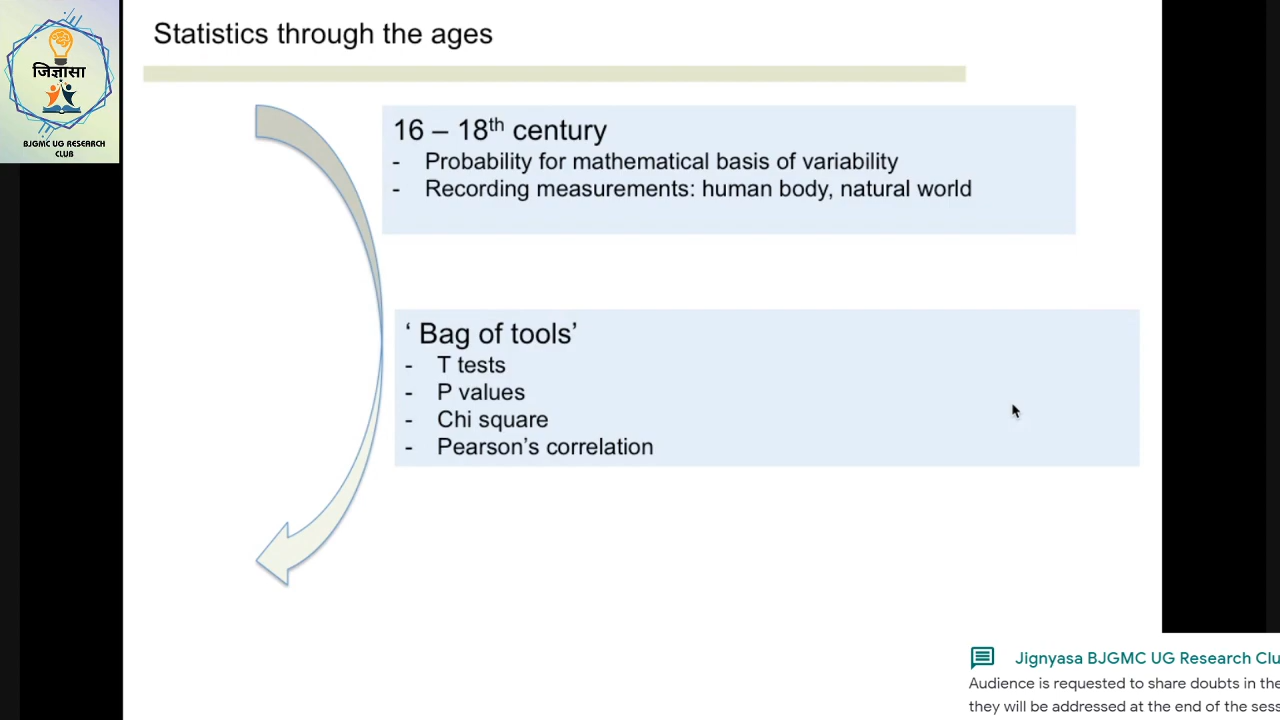 Statistics through the ages
जिज्ञासा
BJGMC UG RESEARCH
CLUB
16 – 18th century
- Probability for mathematical basis of variability
- Recording measurements: human body, natural world
‘ Bag of tools’
- T tests
- P values
- Chi square
- Pearson’s correlation
Jignyasa BJGMC UG Research Clu
Audience is requested to share doubts in the
they will be addressed at the end of the sess